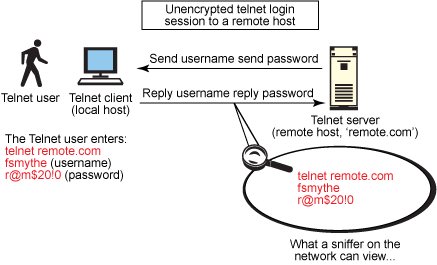 Unencrypted telnet login
session to a remote host
Send username send password
Reply username reply password
Telnet user
Telnet client
(local host)
Telnet server
(remote host, ‘remote.com’)
The Telnet user enters:
telnet remote.com
fsmythe (username)
r@m$20!0 (password)
telnet remote.com
fsmythe
r@m$20!0
What a sniffer on the
network can view...